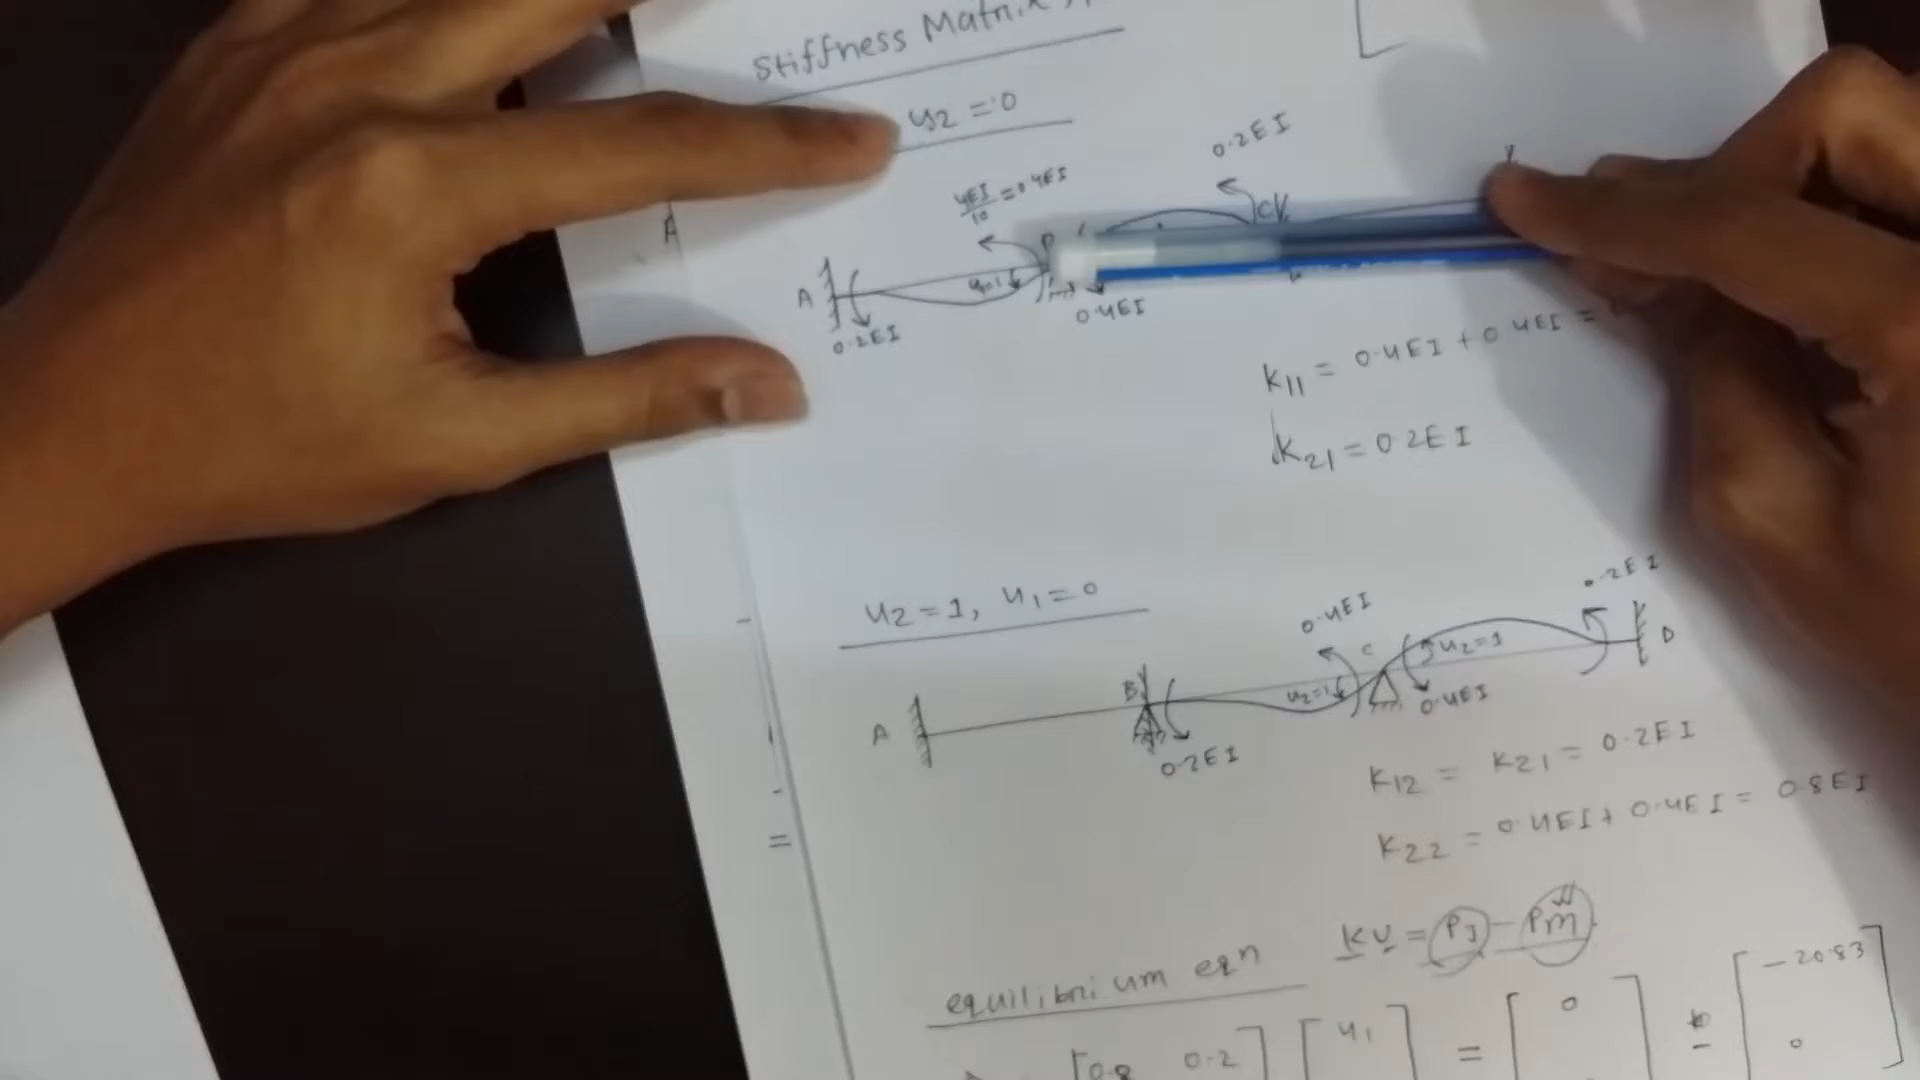 Stiffness Matrix
u2 = 0
0.2EI
4EI/10 = 0.4EI
A
C
A
u1=1
0.2EI
0.4EI
K11 = 0.4EI + 0.4EI =
K21 = 0.2EI
u2 = 1, u1 = 0
0.2EI
0.4EI
C
u2=1
D
B
u2=1
0.4EI
A
0.2EI
K12 = K21 = 0.2EI
K22 = 0.4EI + 0.4EI = 0.8EI
KU = PJ - Pm
equilibrium eqn
-20.83
0.8 0.2 u1 = 0 - 0